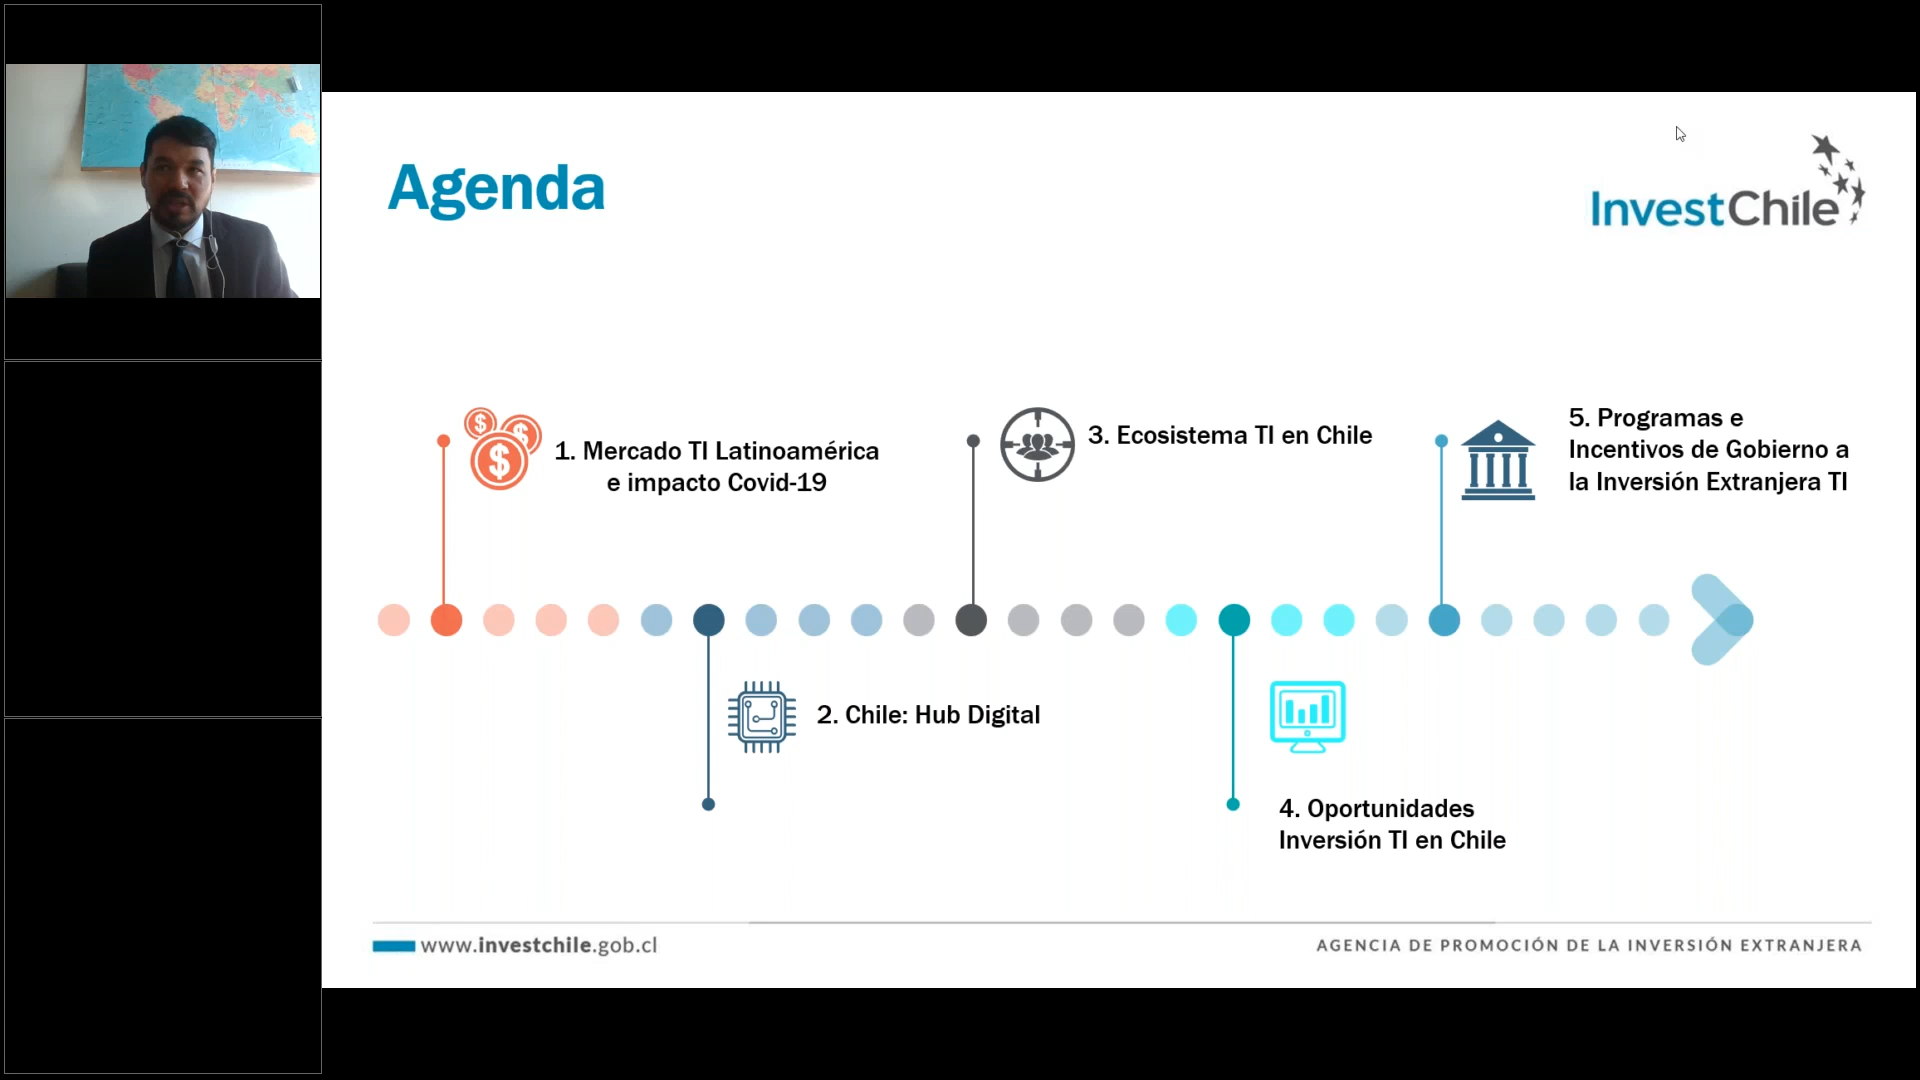 Agenda
InvestChile
1. Mercado TI Latinoamérica
e impacto Covid-19
3. Ecosistema TI en Chile
5. Programas e
Incentivos de Gobierno a
la Inversión Extranjera TI
2. Chile: Hub Digital
4. Oportunidades
Inversión TI en Chile
www.investchile.gob.cl
AGENCIA DE PROMOCIÓN DE LA INVERSIÓN EXTRANJERA